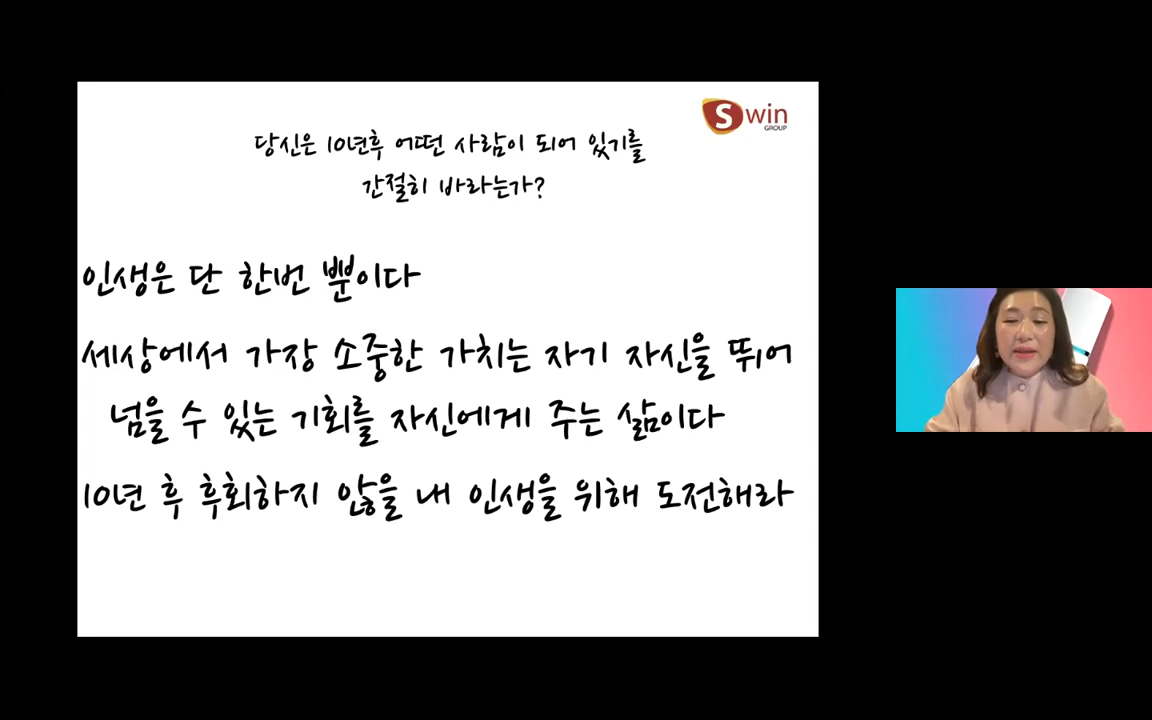 Swin
GROUP
당신은 10년후 어떤 사람이 되어 있기를
간절히 바라는가?
인생은 단 한번 뿐이다
세상에서 가장 소중한 가치는 자기 자신을 뛰어
넘을 수 있는 기회를 자신에게 주는 삶이다
10년 후 후회하지 않을 내 인생을 위해 도전해라